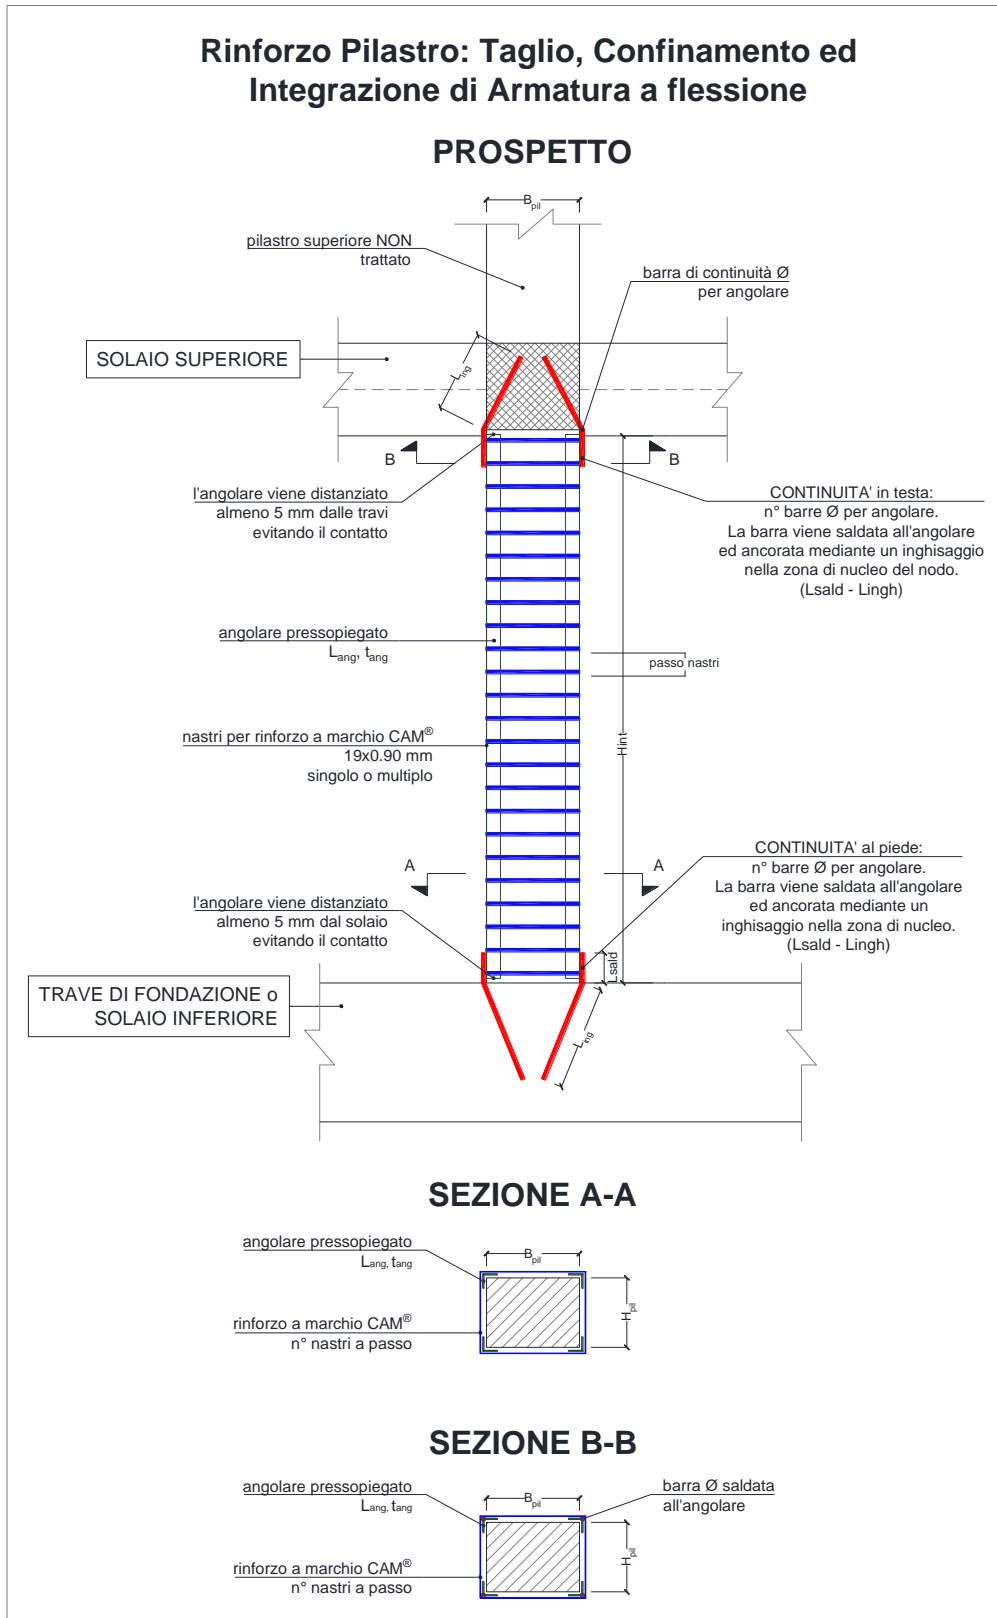 Rinforzo Pilastro: Taglio, Confinamento ed
Integrazione di Armatura a flessione
PROSPETTO
Bpil
pilastro superiore NON
trattato
barra di continuità Ø
per angolare
SOLAIO SUPERIORE
Ling
B
B
l'angolare viene distanziato
almeno 5 mm dalle travi
evitando il contatto
CONTINUITA' in testa:
n° barre Ø per angolare.
La barra viene saldata all'angolare
ed ancorata mediante un inghisaggio
nella zona di nucleo del nodo.
(Lsald - Lingh)
angolare pressopiegato
Lang, tang
passo nastri
nastri per rinforzo a marchio CAM®
19x0.90 mm
singolo o multiplo
Hint
A
A
CONTINUITA' al piede:
n° barre Ø per angolare.
La barra viene saldata all'angolare
ed ancorata mediante un
inghisaggio nella zona di nucleo.
(Lsald - Lingh)
l'angolare viene distanziato
almeno 5 mm dal solaio
evitando il contatto
Lsald
TRAVE DI FONDAZIONE o
SOLAIO INFERIORE
Ling
SEZIONE A-A
angolare pressopiegato
Lang, tang
Bpil
Hpil
rinforzo a marchio CAM®
n° nastri a passo
SEZIONE B-B
angolare pressopiegato
Lang, tang
Bpil
barra Ø saldata
all'angolare
Hpil
rinforzo a marchio CAM®
n° nastri a passo